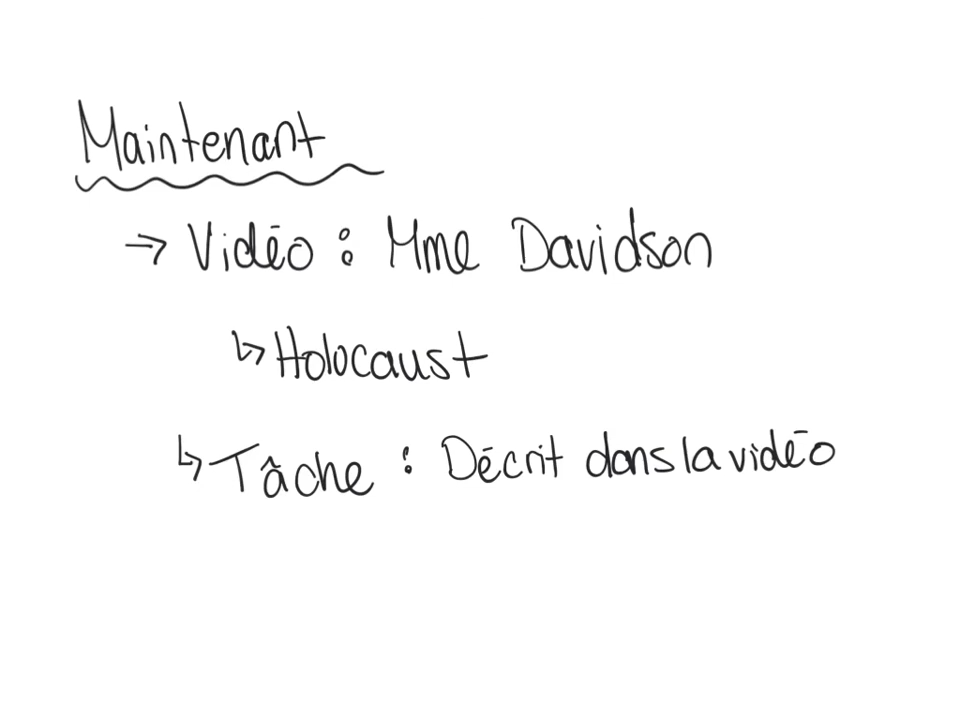 Maintenant
→ Vidéo : Mme Davidson
↳ Holocaust
↳ Tâche : Décrit dans la vidéo